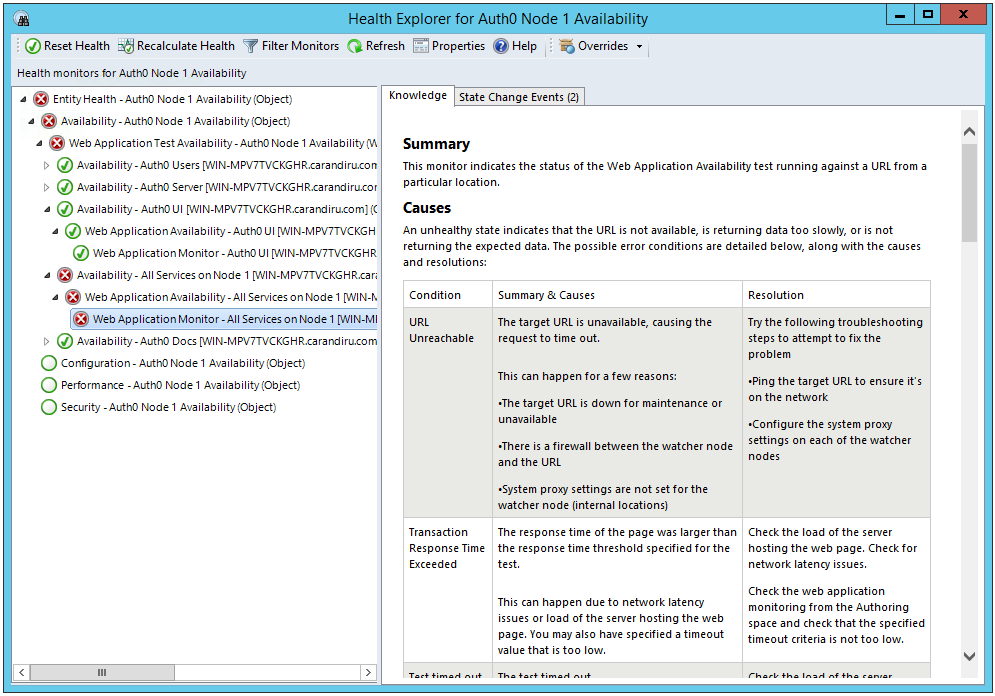 Health Explorer for Auth0 Node 1 Availability
Reset Health Recalculate Health Filter Monitors Refresh Properties Help Overrides
Health monitors for Auth0 Node 1 Availability
Entity Health - Auth0 Node 1 Availability (Object)
Availability - Auth0 Node 1 Availability (Object)
Web Application Test Availability - Auth0 Node 1 Availability (W
Availability - Auth0 Users [WIN-MPV7TVCKGHR.carandiru.com
Availability - Auth0 Server [WIN-MPV7TVCKGHR.carandiru.com
Availability - Auth0 UI [WIN-MPV7TVCKGHR.carandiru.com] (O
Web Application Availability - Auth0 UI [WIN-MPV7TVCKGH
Web Application Monitor - Auth0 UI [WIN-MPV7TVCKGHR
Availability - All Services on Node 1 [WIN-MPV7TVCKGHR.cara
Web Application Availability - All Services on Node 1 [WIN-M
Web Application Monitor - All Services on Node 1 [WIN-MP
Availability - Auth0 Docs [WIN-MPV7TVCKGHR.carandiru.com
Configuration - Auth0 Node 1 Availability (Object)
Performance - Auth0 Node 1 Availability (Object)
Security - Auth0 Node 1 Availability (Object)
Knowledge State Change Events (2)
Summary
This monitor indicates the status of the Web Application Availability test running against a URL from a
particular location.
Causes
An unhealthy state indicates that the URL is not available, is returning data too slowly, or is not
returning the expected data. The possible error conditions are detailed below, along with the causes
and resolutions:
Condition Summary & Causes Resolution
URL
Unreachable
The target URL is unavailable, causing the
request to time out.
This can happen for a few reasons:
•The target URL is down for maintenance or
unavailable
•There is a firewall between the watcher node
and the URL
•System proxy settings are not set for the
watcher node (internal locations)
Try the following troubleshooting
steps to attempt to fix the
problem
•Ping the target URL to ensure it's
on the network
•Configure the system proxy
settings on each of the watcher
nodes
Transaction
Response Time
Exceeded
The response time of the page was larger than
the response time threshold specified for the
test.
This can happen due to network latency
issues or load of the server hosting the web
page. You may also have specified a timeout
value that is too low.
Check the load of the server
hosting the web page. Check for
network latency issues.
Check the web application
monitoring from the Authoring
space and check that the specified
timeout criteria is not too low.
Test timed out The test timed out Check the load of the server